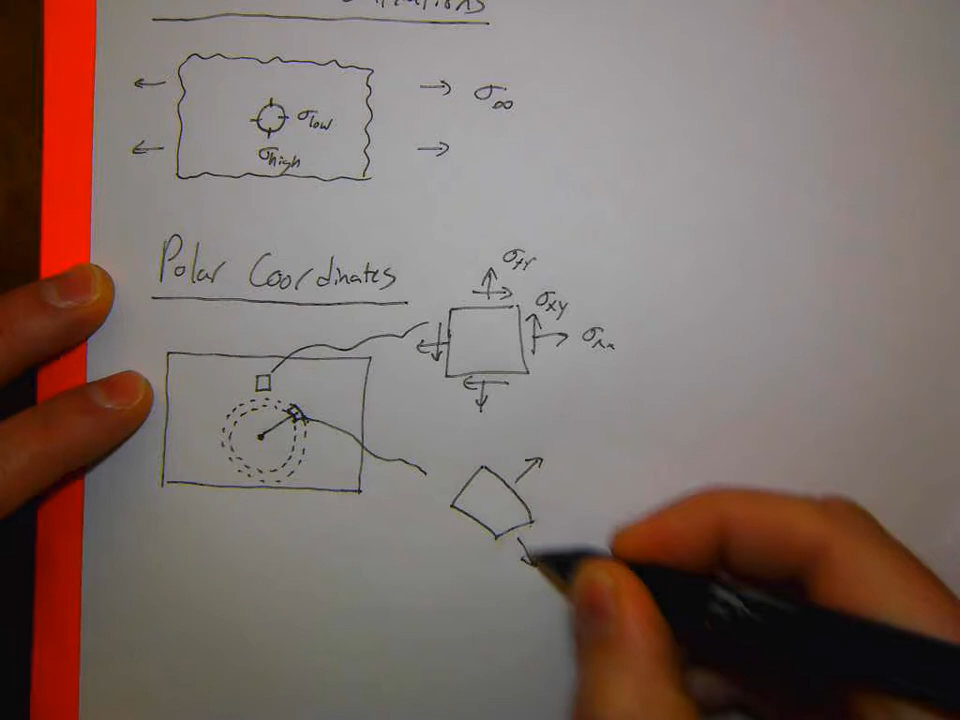 σ∞
σlow
σhigh
Polar Coordinates
σyy
σxy
σxx